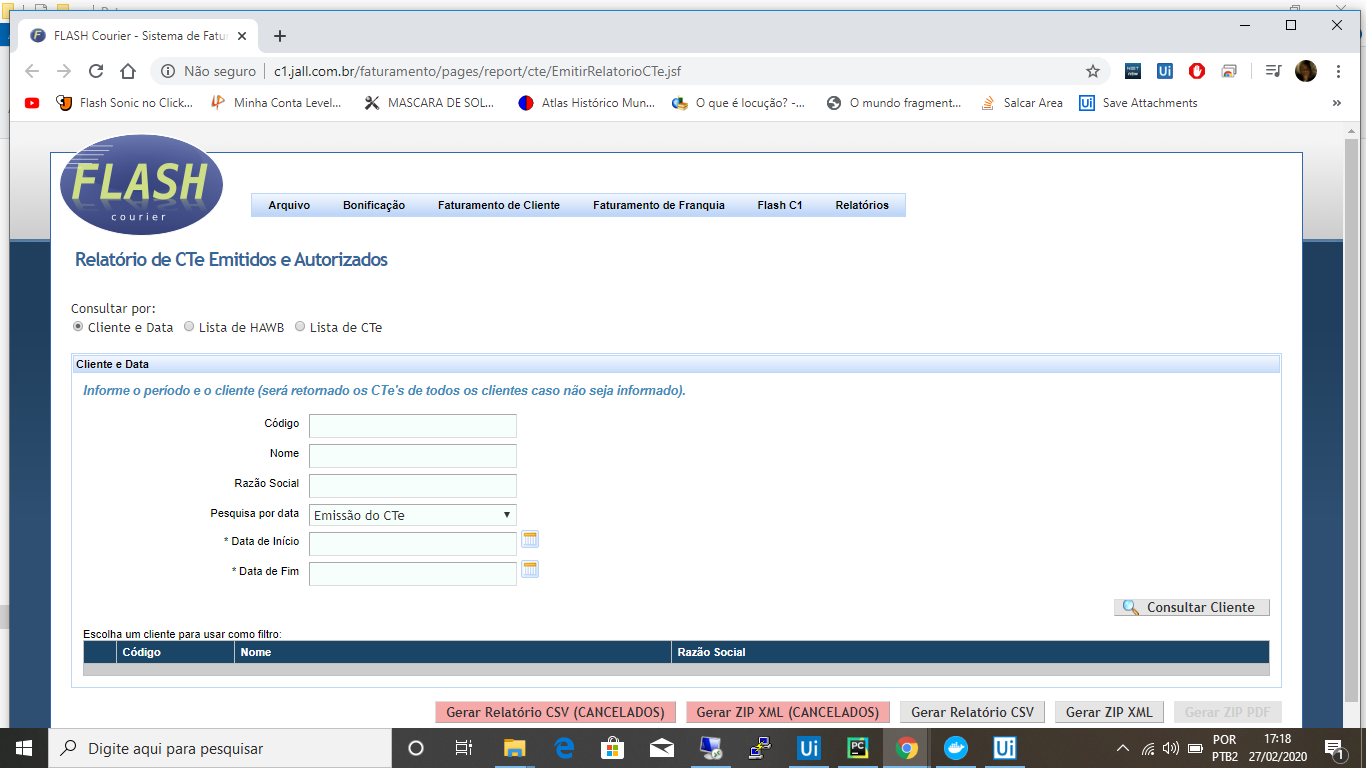 FLASH Courier - Sistema de Fatur
Não seguro
c1.jall.com.br/faturamento/pages/report/cte/EmitirRelatorioCTe.jsf
Flash Sonic no Click...
Minha Conta Level...
MASCARA DE SOL...
Atlas Histórico Mun...
O que é locução? -...
O mundo fragment...
Salcar Area
Save Attachments
»
FLASH
courier
Arquivo
Bonificação
Faturamento de Cliente
Faturamento de Franquia
Flash C1
Relatórios
Relatório de CTe Emitidos e Autorizados
Consultar por:
Cliente e Data
Lista de HAWB
Lista de CTe
Cliente e Data
Informe o período e o cliente (será retornado os CTe's de todos os clientes caso não seja informado).
Código
Nome
Razão Social
Pesquisa por data
Emissão do CTe
* Data de Início
* Data de Fim
Consultar Cliente
Escolha um cliente para usar como filtro:
Código
Nome
Razão Social
Gerar Relatório CSV (CANCELADOS)
Gerar ZIP XML (CANCELADOS)
Gerar Relatório CSV
Gerar ZIP XML
Gerar ZIP PDF
Digite aqui para pesquisar
POR
PTB2
17:18
27/02/2020